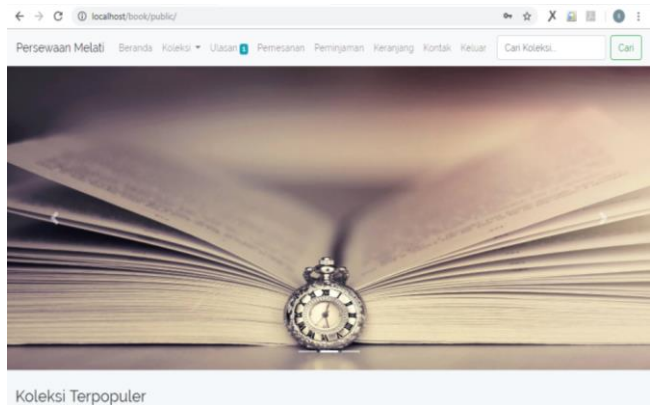 localhost/book/public/
Persewaan Melati Beranda Koleksi Ulasan 1 Pemesanan Peminjaman Keranjang Kontak Keluar Cari Koleksi.. Cari
Koleksi Terpopuler